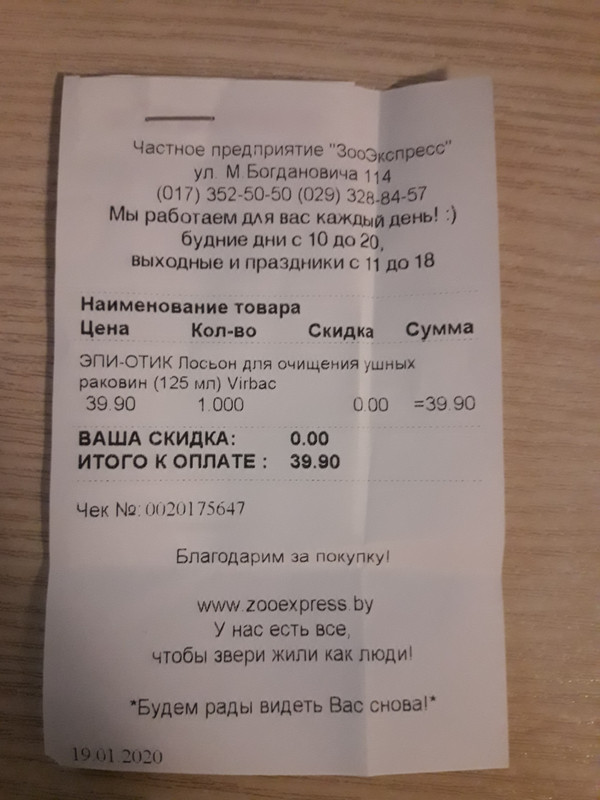 Частное предприятие "ЗооЭкспресс"
ул. М.Богдановича 114
(017) 352-50-50 (029) 328-84-57
Мы работаем для вас каждый день! :)
будние дни с 10 до 20,
выходные и праздники с 11 до 18
Наименование товара
Цена Кол-во Скидка Сумма
ЭПИ-ОТИК Лосьон для очищения ушных
раковин (125 мл) Virbac
39.90 1.000 0.00 =39.90
ВАША СКИДКА: 0.00
ИТОГО К ОПЛАТЕ : 39.90
Чек №: 0020175647
Благодарим за покупку!
www.zooexpress.by
У нас есть все,
чтобы звери жили как люди!
*Будем рады видеть Вас снова!*
19.01.2020